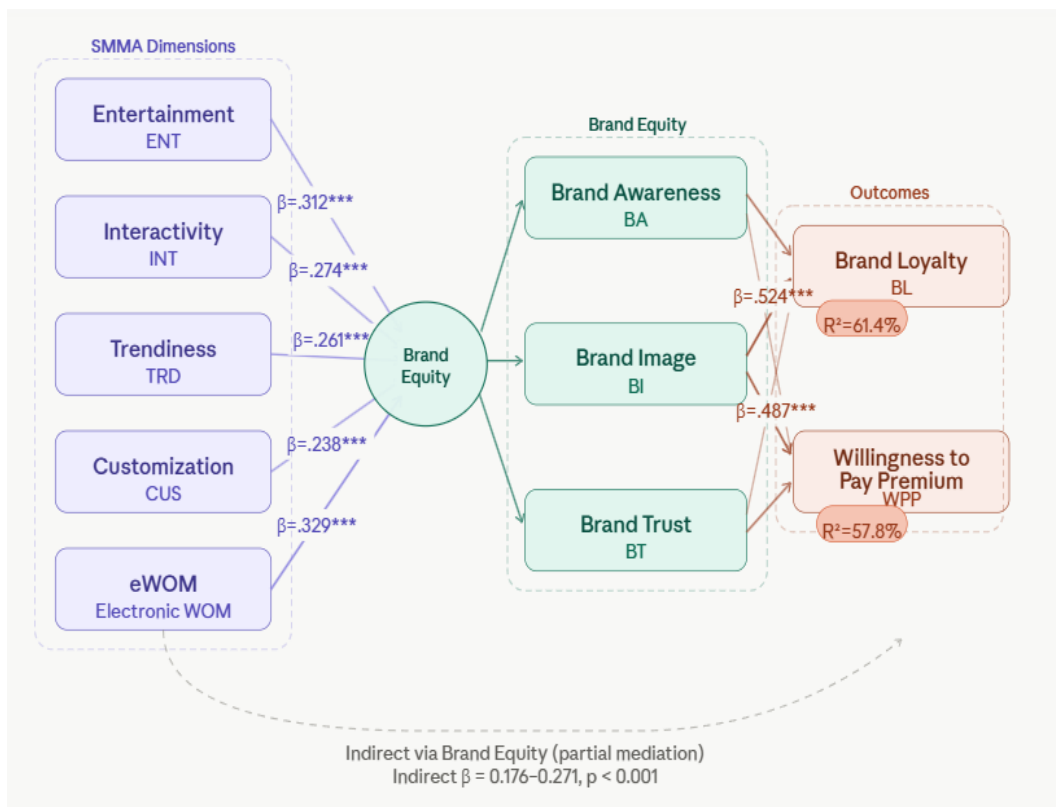 SMMA Dimensions
Entertainment
ENT
β=.312***
Interactivity
INT
β=.274***
Trendiness
TRD
β=.261***
Customization
CUS
β=.238***
eWOM
Electronic WOM
β=.329***
Brand
Equity
Brand Equity
Brand Awareness
BA
Brand Image
BI
Brand Trust
BT
β=.524***
β=.487***
Outcomes
Brand Loyalty
BL
R²=61.4%
Willingness to
Pay Premium
WPP
R²=57.8%
Indirect via Brand Equity (partial mediation)
Indirect β = 0.176–0.271, p < 0.001